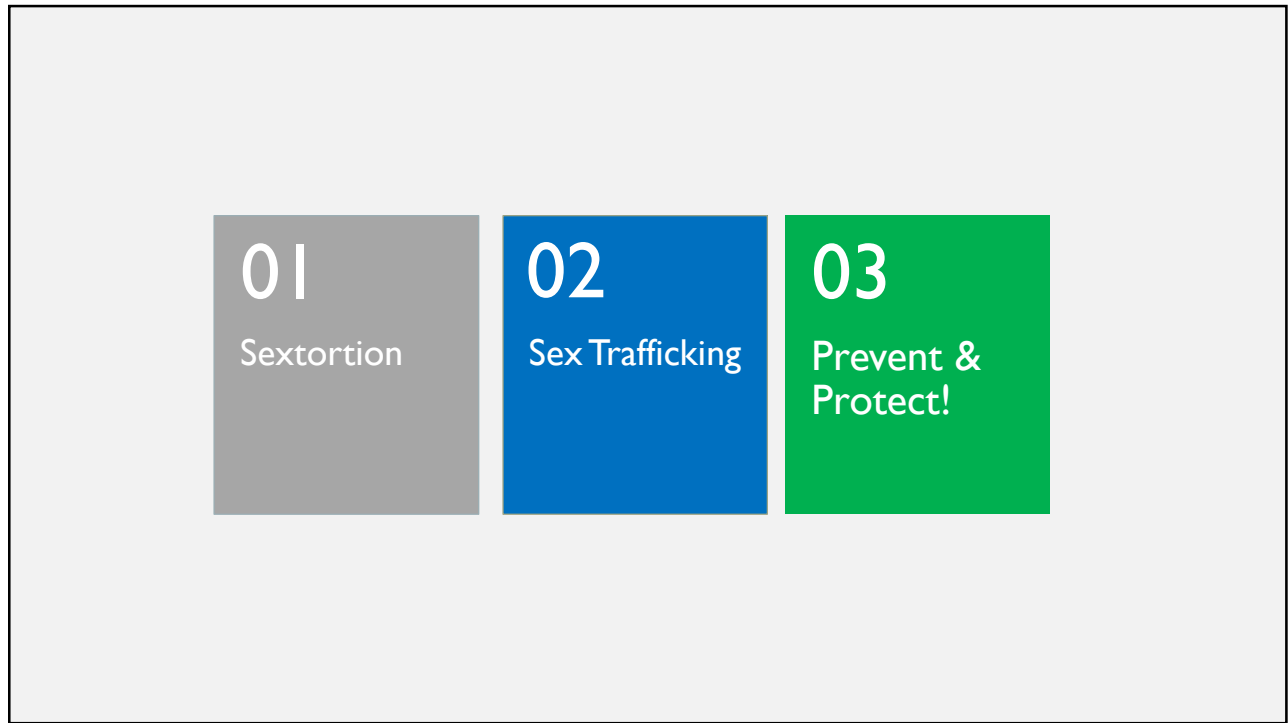 01
Sextortion
02
Sex Trafficking
03
Prevent &
Protect!